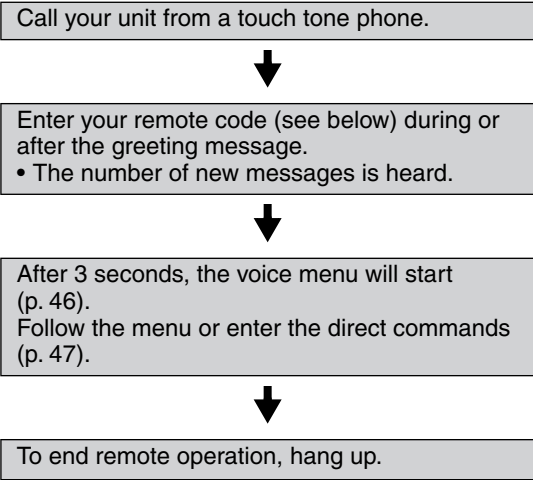 Call your unit from a touch tone phone.
Enter your remote code (see below) during or
after the greeting message.
• The number of new messages is heard.
After 3 seconds, the voice menu will start
(p. 46).
Follow the menu or enter the direct commands
(p. 47).
To end remote operation, hang up.